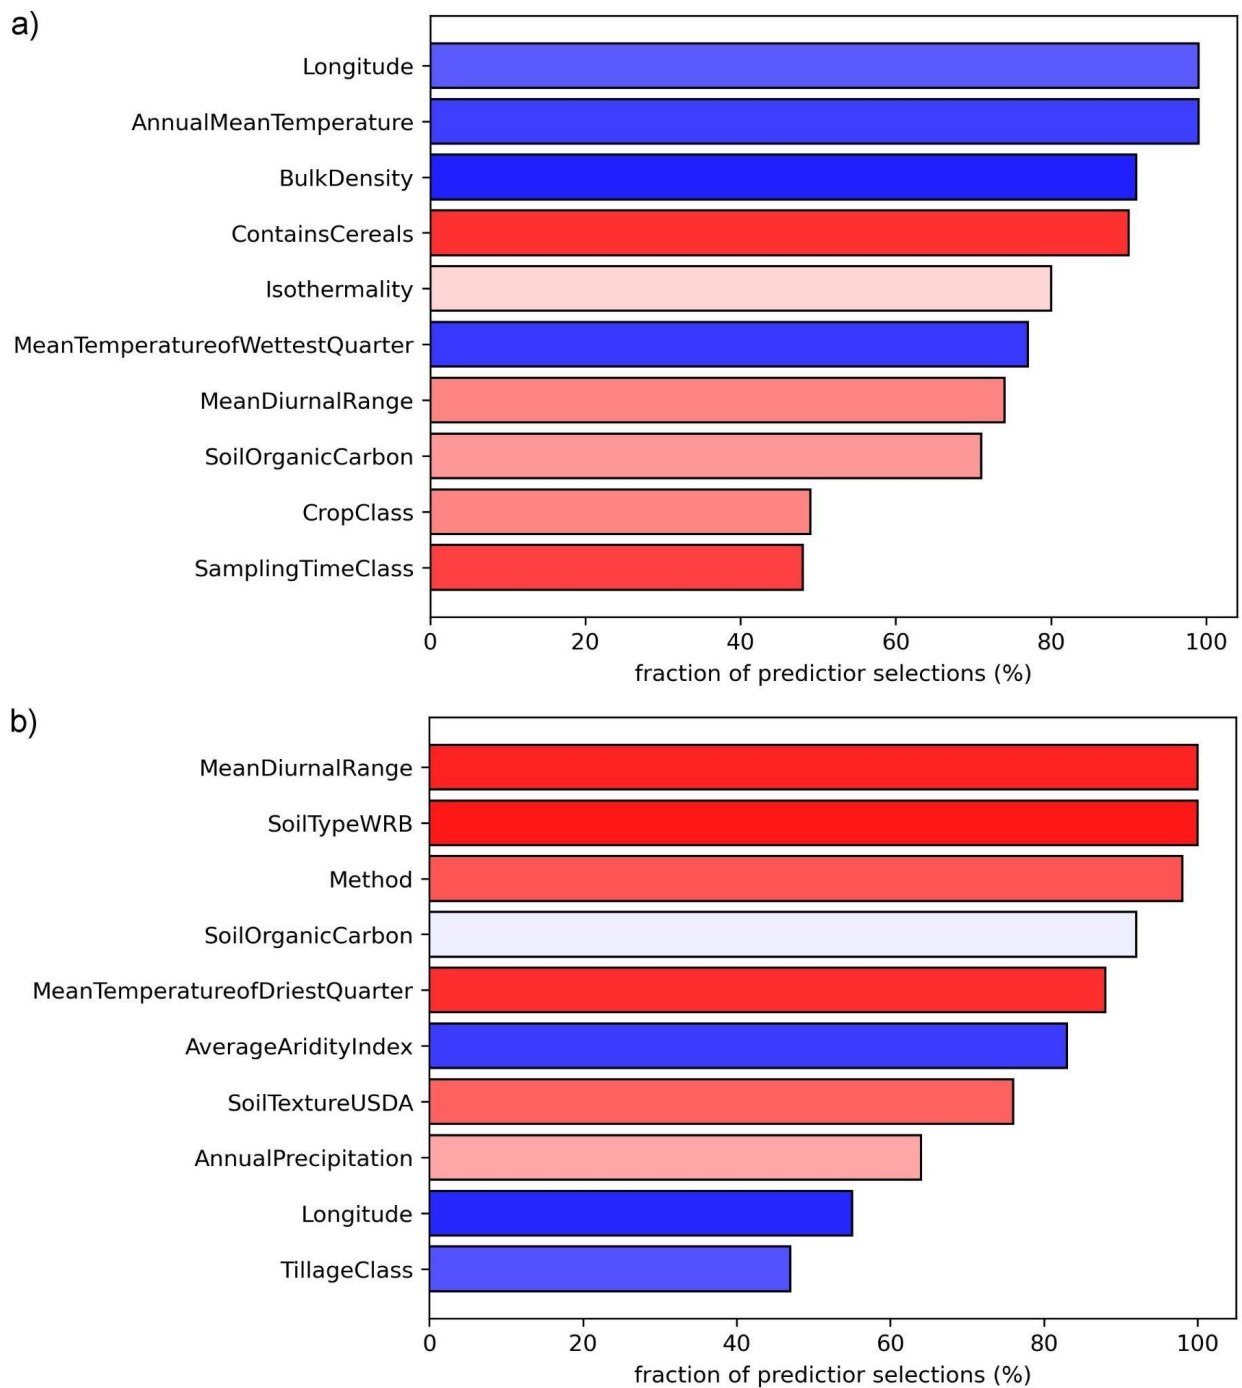 a)
Longitude
AnnualMeanTemperature
BulkDensity
ContainsCereals
Isothermality
MeanTemperatureofWettestQuarter
MeanDiurnalRange
SoilOrganicCarbon
CropClass
SamplingTimeClass
0 20 40 60 80 100
fraction of predictior selections (%)
b)
MeanDiurnalRange
SoilTypeWRB
Method
SoilOrganicCarbon
MeanTemperatureofDriestQuarter
AverageAridityIndex
SoilTextureUSDA
AnnualPrecipitation
Longitude
TillageClass
0 20 40 60 80 100
fraction of predictior selections (%)